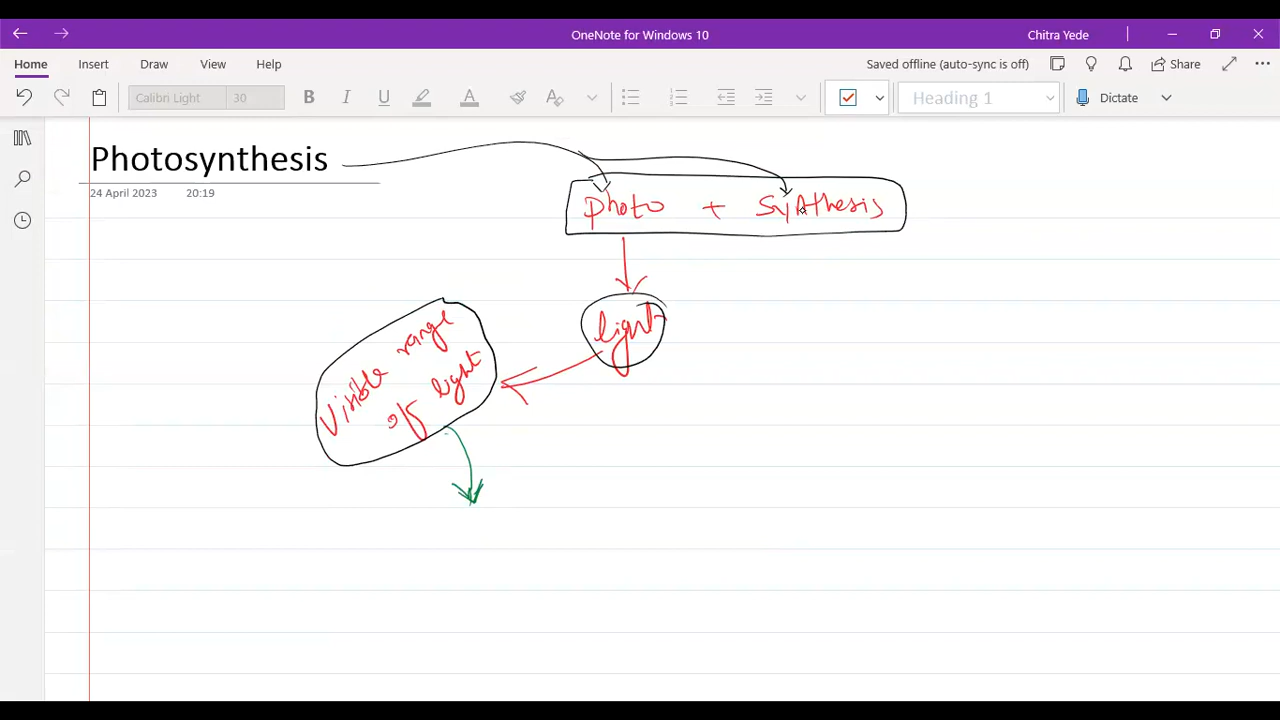 OneNote for Windows 10
Chitra Yede
Home Insert Draw View Help
Saved offline (auto-sync is off)
Share
Calibri Light 30
B I U A
Heading 1
Dictate
Photosynthesis
24 April 2023 20:19
Photo + Synthesis
light
Visible range
of light